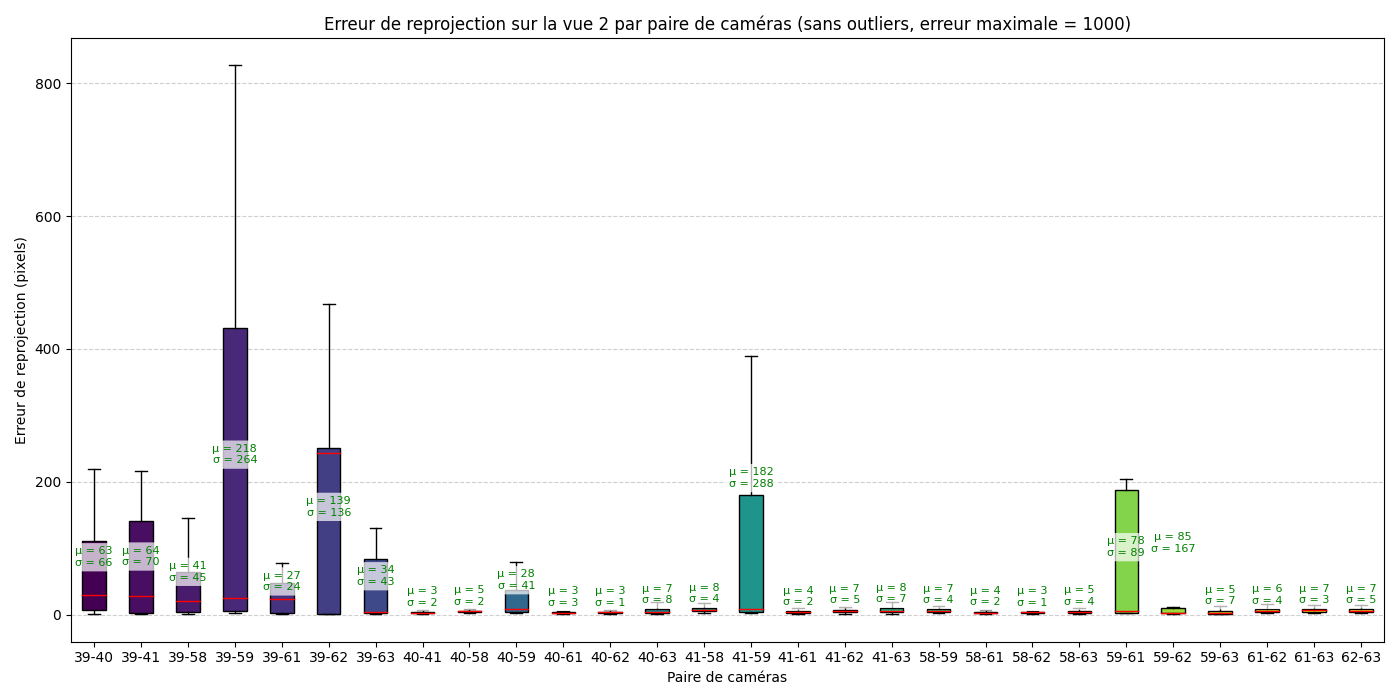 Erreur de reprojection sur la vue 2 par paire de caméras (sans outliers, erreur maximale = 1000)
Erreur de reprojection (pixels)
800
600
400
200
0
μ = 63
σ = 66
μ = 64
σ = 70
μ = 41
σ = 45
μ = 218
σ = 264
μ = 27
σ = 24
μ = 139
σ = 136
μ = 34
σ = 43
μ = 3
σ = 2
μ = 5
σ = 2
μ = 28
σ = 41
μ = 3
σ = 3
μ = 3
σ = 1
μ = 7
σ = 8
μ = 8
σ = 4
μ = 182
σ = 288
μ = 4
σ = 2
μ = 7
σ = 5
μ = 8
σ = 7
μ = 7
σ = 4
μ = 4
σ = 2
μ = 3
σ = 1
μ = 5
σ = 4
μ = 78
σ = 89
μ = 85
σ = 167
μ = 5
σ = 7
μ = 6
σ = 4
μ = 7
σ = 3
μ = 7
σ = 5
39-40 39-41 39-58 39-59 39-61 39-62 39-63 40-41 40-58 40-59 40-61 40-62 40-63 41-58 41-59 41-61 41-62 41-63 58-59 58-61 58-62 58-63 59-61 59-62 59-63 61-62 61-63 62-63
Paire de caméras